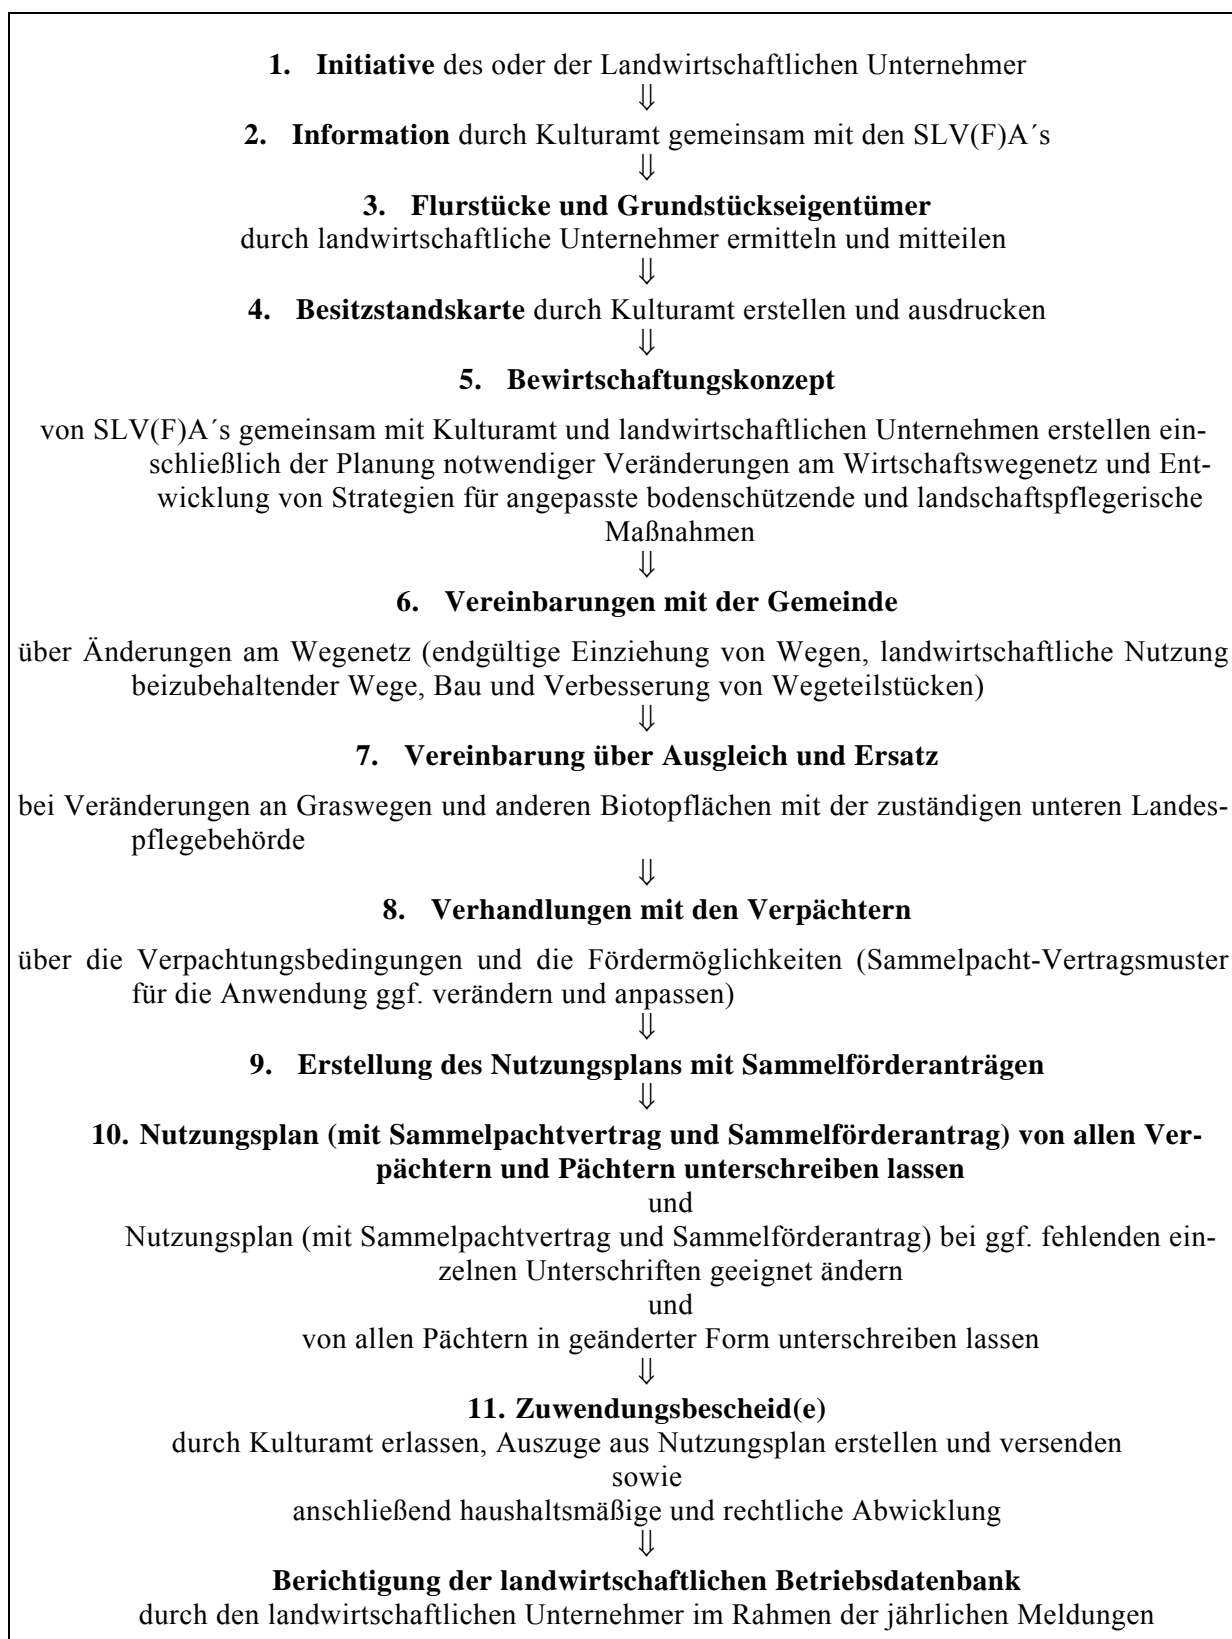 1. Initiative des oder der Landwirtschaftlichen Unternehmer
⇓
2. Information durch Kulturamt gemeinsam mit den SLV(F)A´s
⇓
3. Flurstücke und Grundstückseigentümer
durch landwirtschaftliche Unternehmer ermitteln und mitteilen
⇓
4. Besitzstandskarte durch Kulturamt erstellen und ausdrucken
⇓
5. Bewirtschaftungskonzept
von SLV(F)A´s gemeinsam mit Kulturamt und landwirtschaftlichen Unternehmen erstellen ein-
schließlich der Planung notwendiger Veränderungen am Wirtschaftswegenetz und Ent-
wicklung von Strategien für angepasste bodenschützende und landschaftspflegerische
Maßnahmen
⇓
6. Vereinbarungen mit der Gemeinde
über Änderungen am Wegenetz (endgültige Einziehung von Wegen, landwirtschaftliche Nutzung
beizubehaltender Wege, Bau und Verbesserung von Wegeteilstücken)
⇓
7. Vereinbarung über Ausgleich und Ersatz
bei Veränderungen an Graswegen und anderen Biotopflächen mit der zuständigen unteren Landes-
pflegebehörde
⇓
8. Verhandlungen mit den Verpächtern
über die Verpachtungsbedingungen und die Fördermöglichkeiten (Sammelpacht-Vertragsmuster
für die Anwendung ggf. verändern und anpassen)
⇓
9. Erstellung des Nutzungsplans mit Sammelförderanträgen
⇓
10. Nutzungsplan (mit Sammelpachtvertrag und Sammelförderantrag) von allen Ver-
pächtern und Pächtern unterschreiben lassen
und
Nutzungsplan (mit Sammelpachtvertrag und Sammelförderantrag) bei ggf. fehlenden ein-
zelnen Unterschriften geeignet ändern
und
von allen Pächtern in geänderter Form unterschreiben lassen
⇓
11. Zuwendungsbescheid(e)
durch Kulturamt erlassen, Auszuge aus Nutzungsplan erstellen und versenden
sowie
anschließend haushaltsmäßige und rechtliche Abwicklung
⇓
Berichtigung der landwirtschaftlichen Betriebsdatenbank
durch den landwirtschaftlichen Unternehmer im Rahmen der jährlichen Meldungen